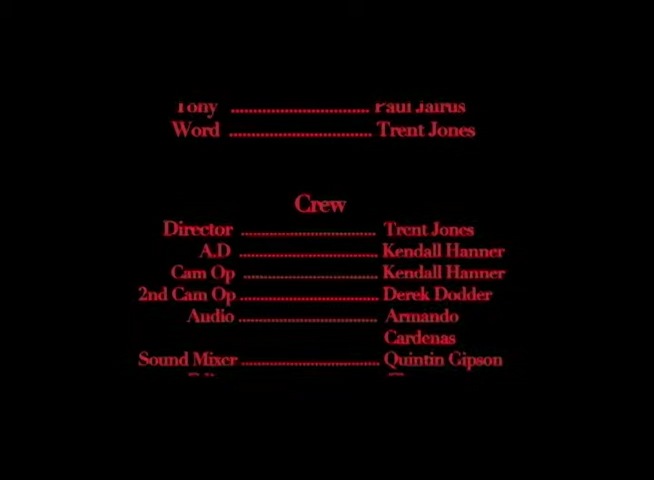 Tony .............................. Paul Jairus
Word ............................... Trent Jones
Crew
Director .............................. Trent Jones
A.D ............................... Kendall Hanner
Cam Op .............................. Kendall Hanner
2nd Cam Op ............................... Derek Dodder
Audio ............................... Armando
Cardenas
Sound Mixer ............................... Quintin Gipson